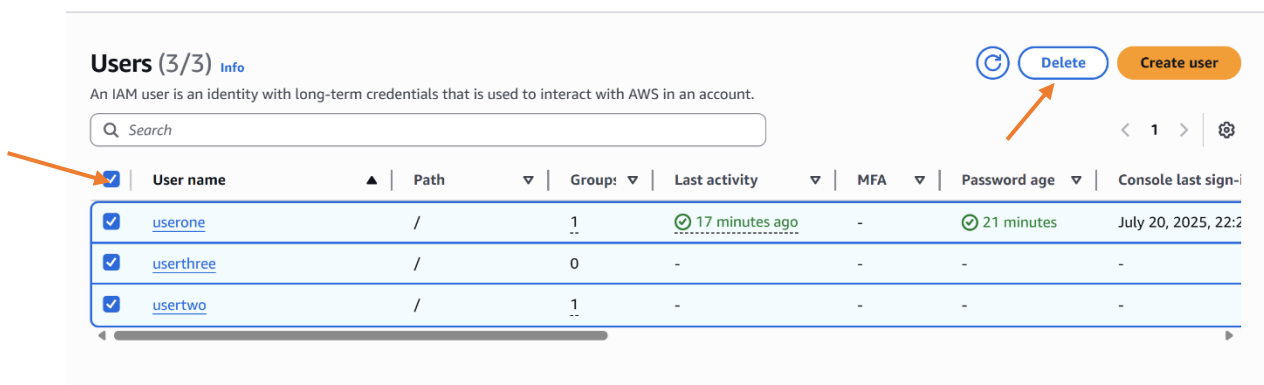 Users (3/3) Info
Delete
Create user
An IAM user is an identity with long-term credentials that is used to interact with AWS in an account.
Search
1
User name Path Groups Last activity MFA Password age Console last sign-i
userone / 1 17 minutes ago - 21 minutes July 20, 2025, 22:2
userthree / 0 - - - -
usertwo / 1 - - - -